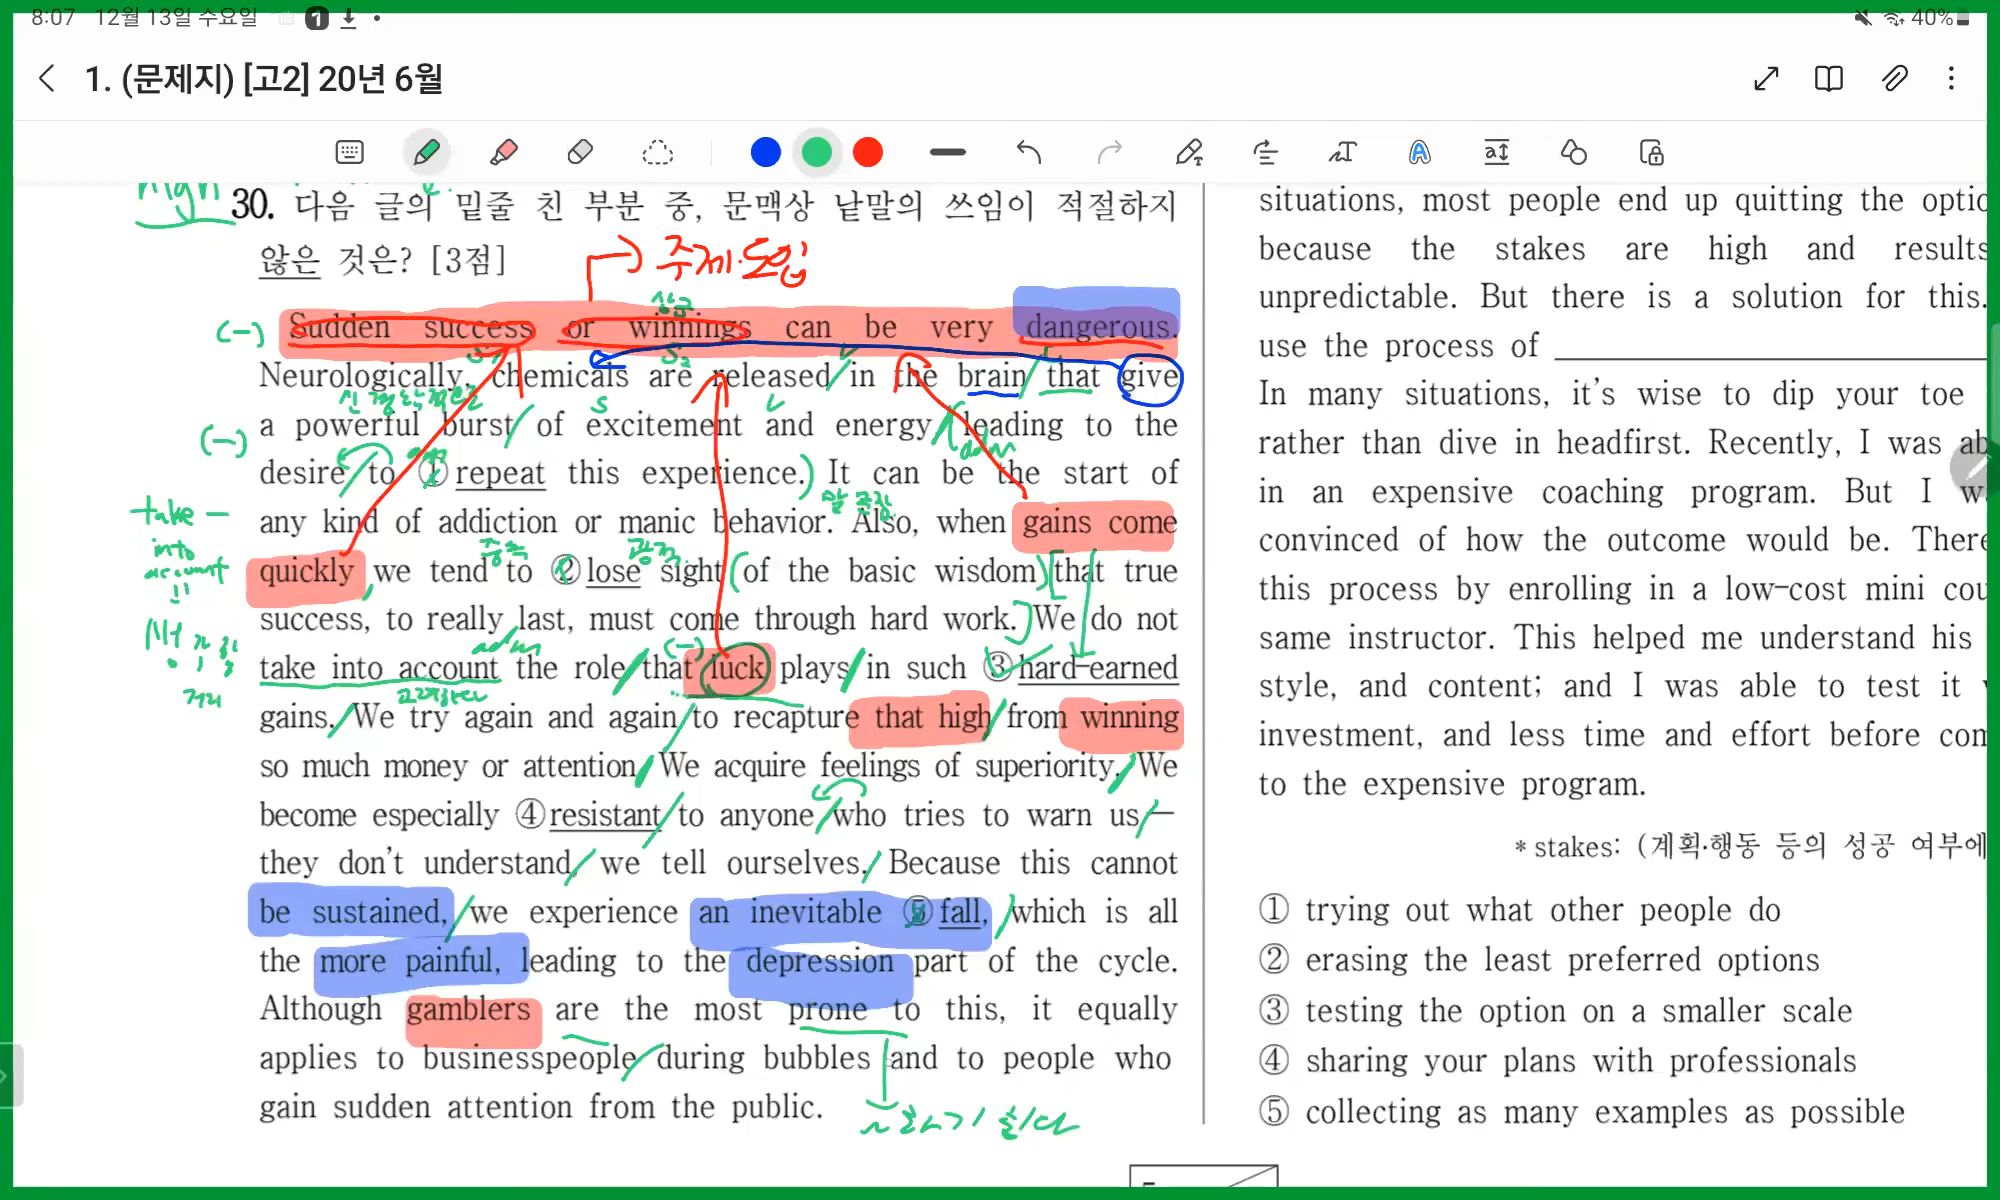 8:07 12월 13일 수요일
40%
1. (문제지) [고2] 20년 6월
30. 다음 글의 밑줄 친 부분 중, 문맥상 낱말의 쓰임이 적절하지
않은 것은? [3점]
주제·도입
(-)
Sudden success or winnings can be very dangerous.
S₂
Neurologically, chemicals are released in the brain that give
S
V
(-)
a powerful burst of excitement and energy, leading to the
desire to ① repeat this experience. It can be the start of
take
into
account
any kind of addiction or manic behavior. Also, when gains come
중독
quickly, we tend to ② lose sight of the basic wisdom that true
success, to really last, must come through hard work. We do not
(-)
take into account the role that luck plays in such ③ hard-earned
고려하다
gains. We try again and again to recapture that high from winning
so much money or attention. We acquire feelings of superiority. We
become especially ④ resistant to anyone who tries to warn us—
they don't understand, we tell ourselves. Because this cannot
be sustained, we experience an inevitable ⑤ fall, which is all
the more painful, leading to the depression part of the cycle.
Although gamblers are the most prone to this, it equally
applies to businesspeople during bubbles and to people who
gain sudden attention from the public.
~하기 쉽다
situations, most people end up quitting the optio
because the stakes are high and results
unpredictable. But there is a solution for this.
use the process of
In many situations, it's wise to dip your toe
rather than dive in headfirst. Recently, I was ab
in an expensive coaching program. But I w
convinced of how the outcome would be. There
this process by enrolling in a low-cost mini cou
same instructor. This helped me understand his
style, and content; and I was able to test it
investment, and less time and effort before com
to the expensive program.
* stakes: (계획·행동 등의 성공 여부에
① trying out what other people do
② erasing the least preferred options
③ testing the option on a smaller scale
④ sharing your plans with professionals
⑤ collecting as many examples as possible